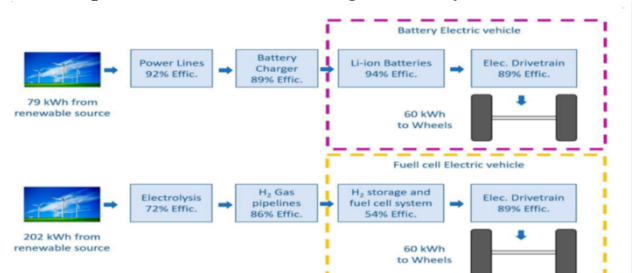 Battery Electric vehicle
Power Lines
92% Effic.
Battery
Charger
89% Effic.
Li-ion Batteries
94% Effic.
Elec. Drivetrain
89% Effic.
79 kWh from
renewable source
60 kWh
to Wheels
Fuell cell Electric vehicle
Electrolysis
72% Effic.
H₂ Gas
pipelines
86% Effic.
H₂ storage and
fuel cell system
54% Effic.
Elec. Drivetrain
89% Effic.
202 kWh from
renewable source
60 kWh
to Wheels